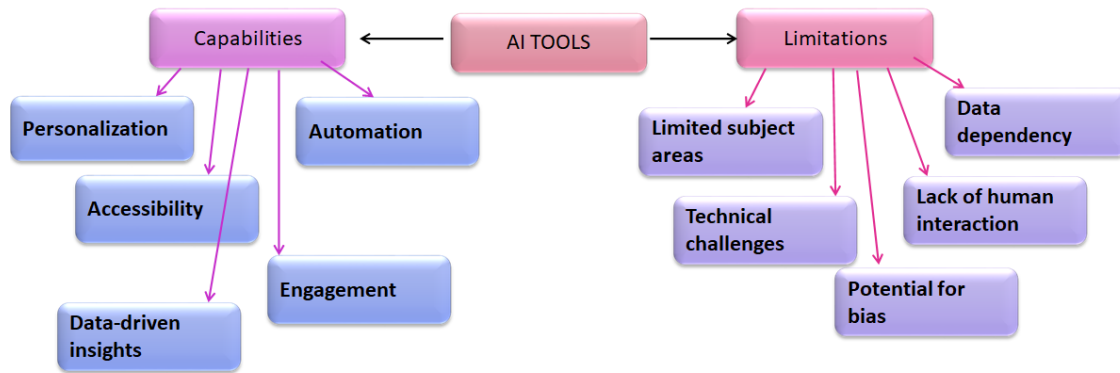 Capabilities
AI TOOLS
Limitations
Personalization
Automation
Accessibility
Engagement
Data-driven
insights
Limited subject
areas
Data
dependency
Technical
challenges
Lack of human
interaction
Potential for
bias